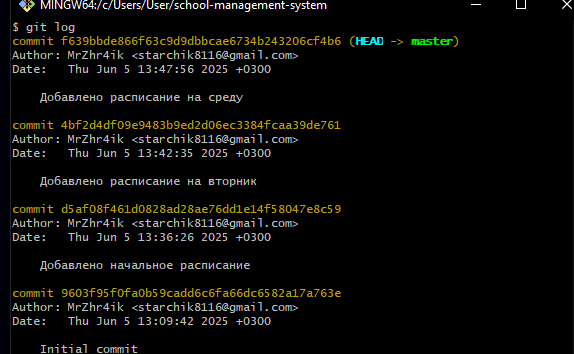 MINGW64:/c/Users/User/school-management-system
$ git log
commit f639bbde866f63c9d9dbbcae6734b243206cf4b6 (HEAD -> master)
Author: MrZhr4ik <starchik8116@gmail.com>
Date:   Thu Jun 5 13:47:56 2025 +0300
Добавлено расписание на среду
commit 4bf2d4df09e9483b9ed2d06ec3384fcaa39de761
Author: MrZhr4ik <starchik8116@gmail.com>
Date:   Thu Jun 5 13:42:35 2025 +0300
Добавлено расписание на вторник
commit d5af08f461d0828ad28ae76dd1e14f58047e8c59
Author: MrZhr4ik <starchik8116@gmail.com>
Date:   Thu Jun 5 13:36:26 2025 +0300
Добавлено начальное расписание
commit 9603f95f0fa0b59cadd6c6fa66dc6582a17a763e
Author: MrZhr4ik <starchik8116@gmail.com>
Date:   Thu Jun 5 13:09:42 2025 +0300
Initial commit